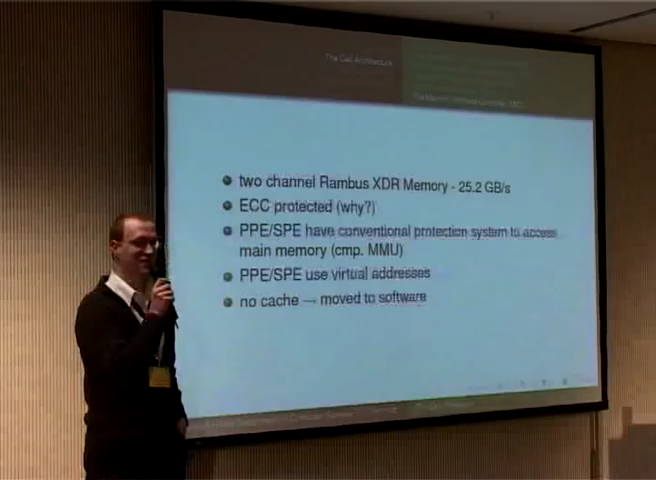 The Cell Architecture
two channel Rambus XDR Memory - 25.2 GB/s
ECC protected (why?)
PPE/SPE have conventional protection system to access
main memory (cmp. MMU)
PPE/SPE use virtual addresses
no cache — moved to software